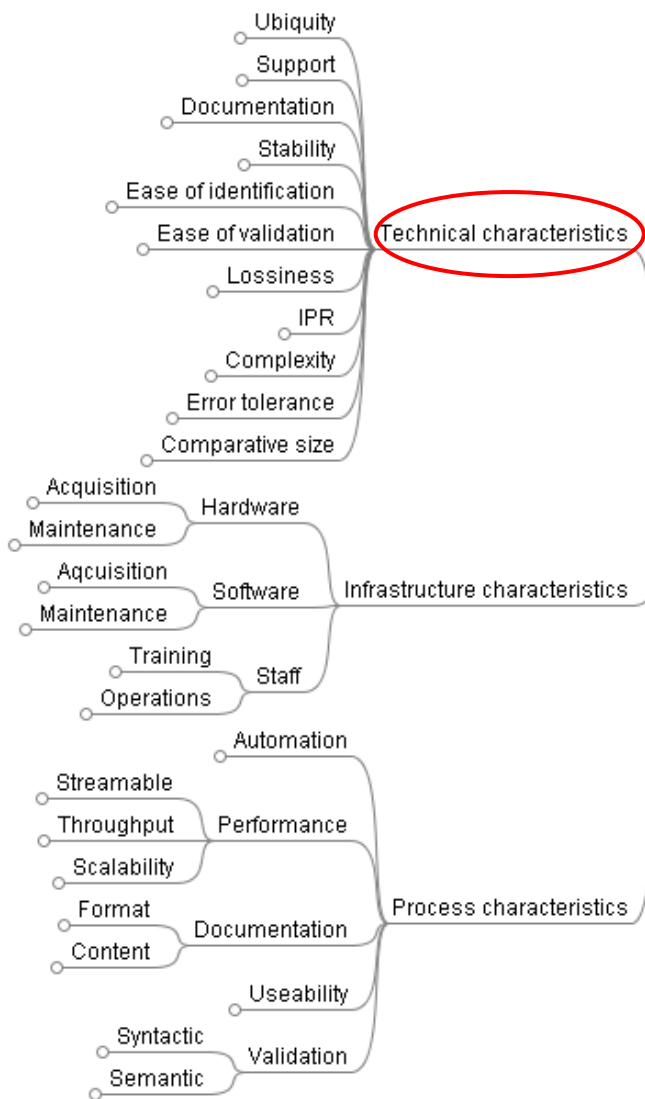 Ubiquity
Support
Documentation
Stability
Ease of identification
Ease of validation
Technical characteristics
Lossiness
IPR
Complexity
Error tolerance
Comparative size
Acquisition
Hardware
Maintenance
Aqcuisition
Software
Infrastructure characteristics
Maintenance
Training
Staff
Operations
Automation
Streamable
Throughput
Performance
Scalability
Format
Process characteristics
Documentation
Content
Useability
Syntactic
Validation
Semantic